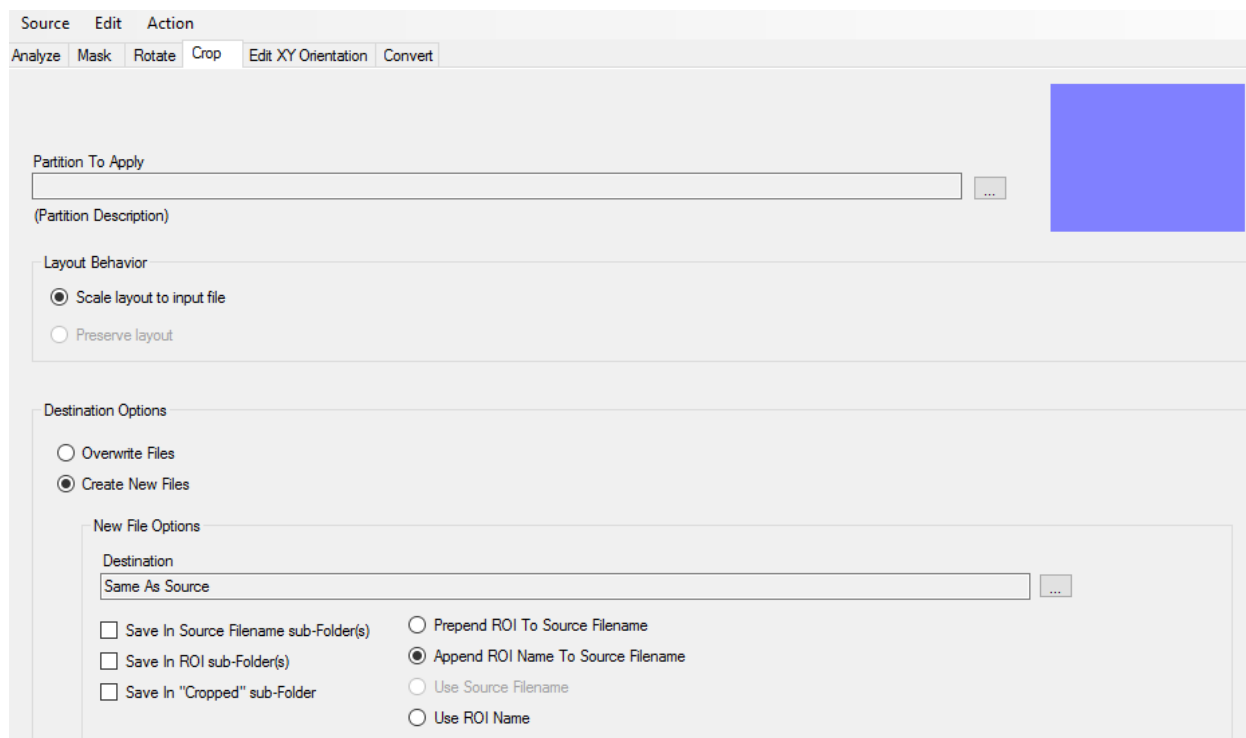 Source Edit Action
Analyze Mask Rotate Crop Edit XY Orientation Convert
Partition To Apply
...
(Partition Description)
Layout Behavior
Scale layout to input file
Preserve layout
Destination Options
Overwrite Files
Create New Files
New File Options
Destination
Same As Source ...
Save In Source Filename sub-Folder(s)
Prepend ROI To Source Filename
Save In ROI sub-Folder(s)
Append ROI Name To Source Filename
Save In "Cropped" sub-Folder
Use Source Filename
Use ROI Name